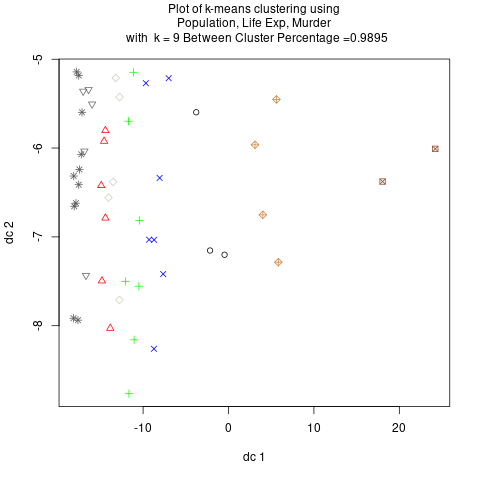 Plot of k-means clustering using
Population, Life Exp, Murder
with k = 9 Between Cluster Percentage =0.9895
-5
-6
-7
-8
dc 2
-10
0
10
20
dc 1